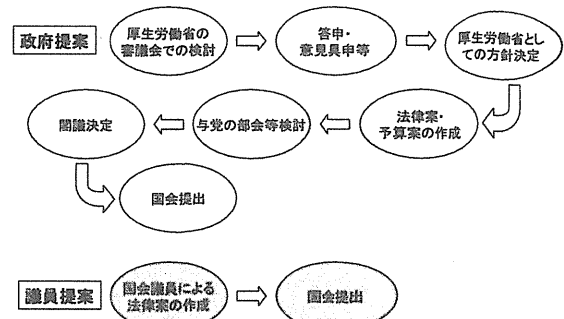 政府提案
厚生労働省の
審議会での検討
答申・
意見具申等
厚生労働省とし
ての方針決定
法律案・
予算案の作成
与党の部会等検討
閣議決定
国会提出
議員提案
国会議員による
法律案の作成
国会提出